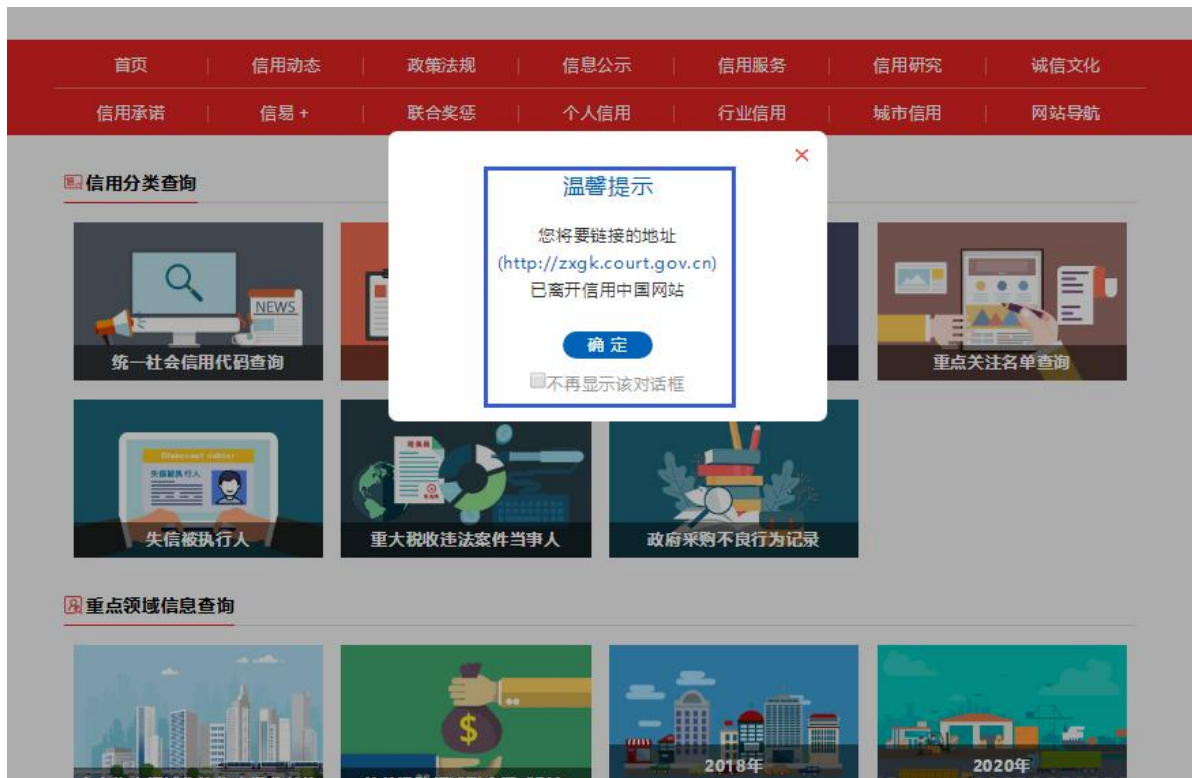 首页
信用动态
政策法规
信息公示
信用服务
信用研究
诚信文化
信用承诺
信易 +
联合奖惩
个人信用
行业信用
城市信用
网站导航
信用分类查询
温馨提示
您将要链接的地址
(http://zxgk.court.gov.cn)
已离开信用中国网站
确 定
不再显示该对话框
NEWS
统一社会信用代码查询
重点关注名单查询
失信被执行人
失信被执行人
重大税收违法案件当事人
政府采购不良行为记录
重点领域信息查询
2018年
2020年